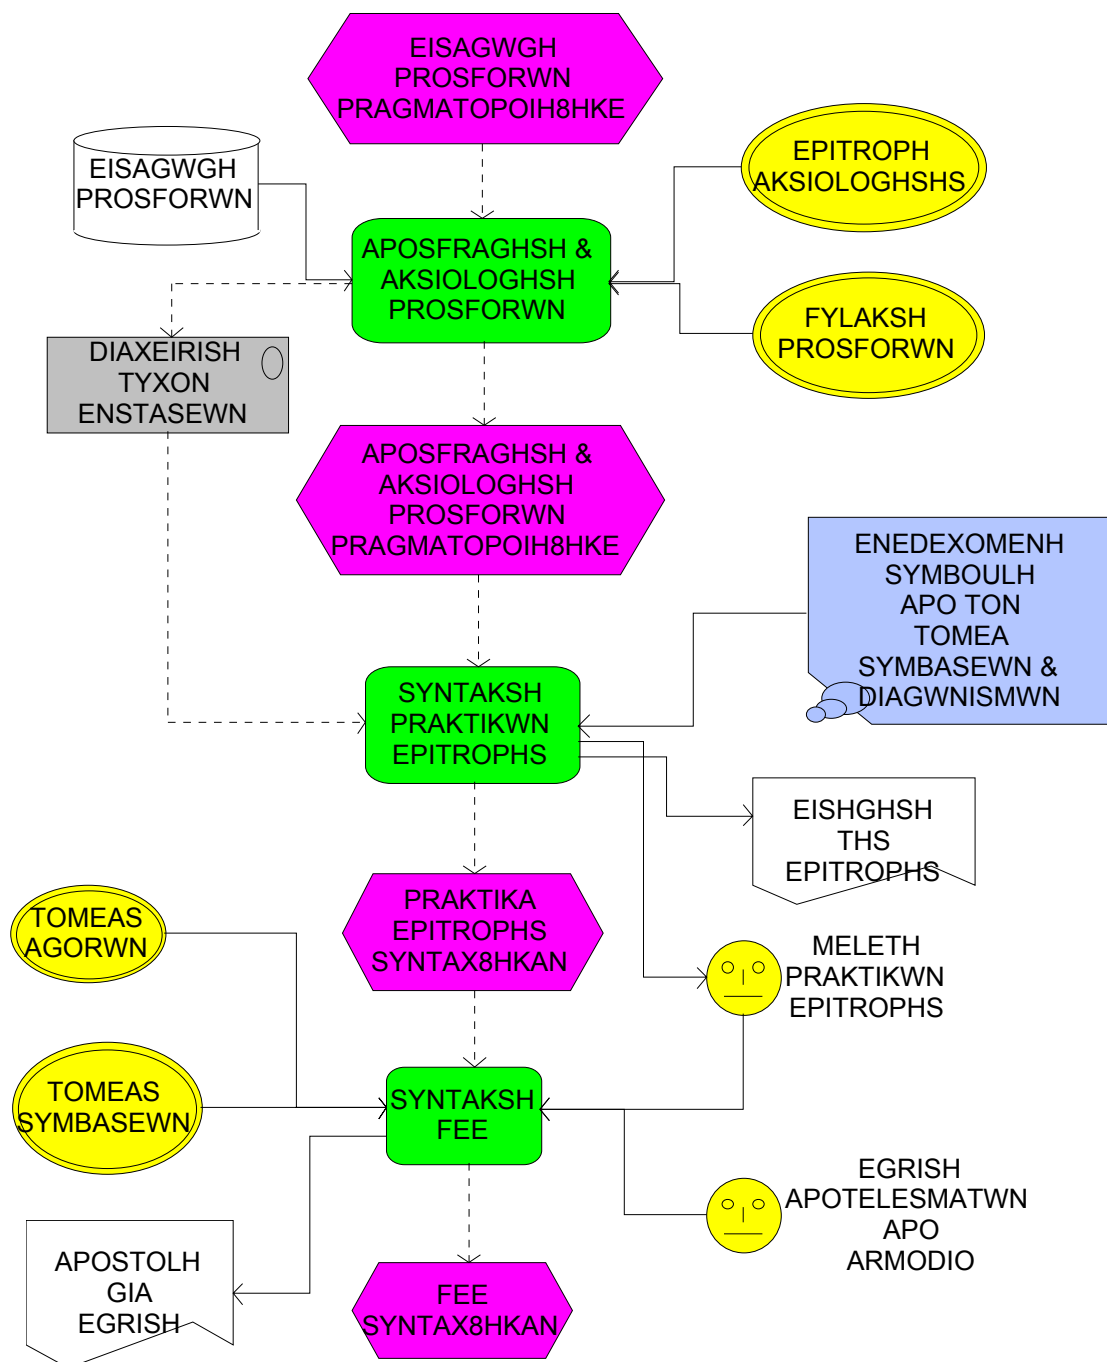 EISAGWGH
PROSFORWN
PRAGMATOPOIH8HKE
EISAGWGH
PROSFORWN
EPITROPH
AKSIOLOGHSHS
APOSFRAGHSH &
AKSIOLOGHSH
PROSFORWN
FYLAKSH
PROSFORWN
DIAXEIRISH
TYXON
ENSTASEWN
APOSFRAGHSH &
AKSIOLOGHSH
PROSFORWN
PRAGMATOPOIH8HKE
ENEDEXOMENH
SYMBOULH
APO TON
TOMEA
SYMBASEWN &
DIAGWNISMWN
SYNTAKSH
PRAKTIKWN
EPITROPHS
EISHGHSH
THS
EPITROPHS
PRAKTIKA
EPITROPHS
SYNTAX8HKAN
TOMEAS
AGORWN
MELETH
PRAKTIKWN
EPITROPHS
TOMEAS
SYMBASEWN
SYNTAKSH
FEE
EGRISH
APOTELESMATWN
APO
ARMODIO
APOSTOLH
GIA
EGRISH
FEE
SYNTAX8HKAN